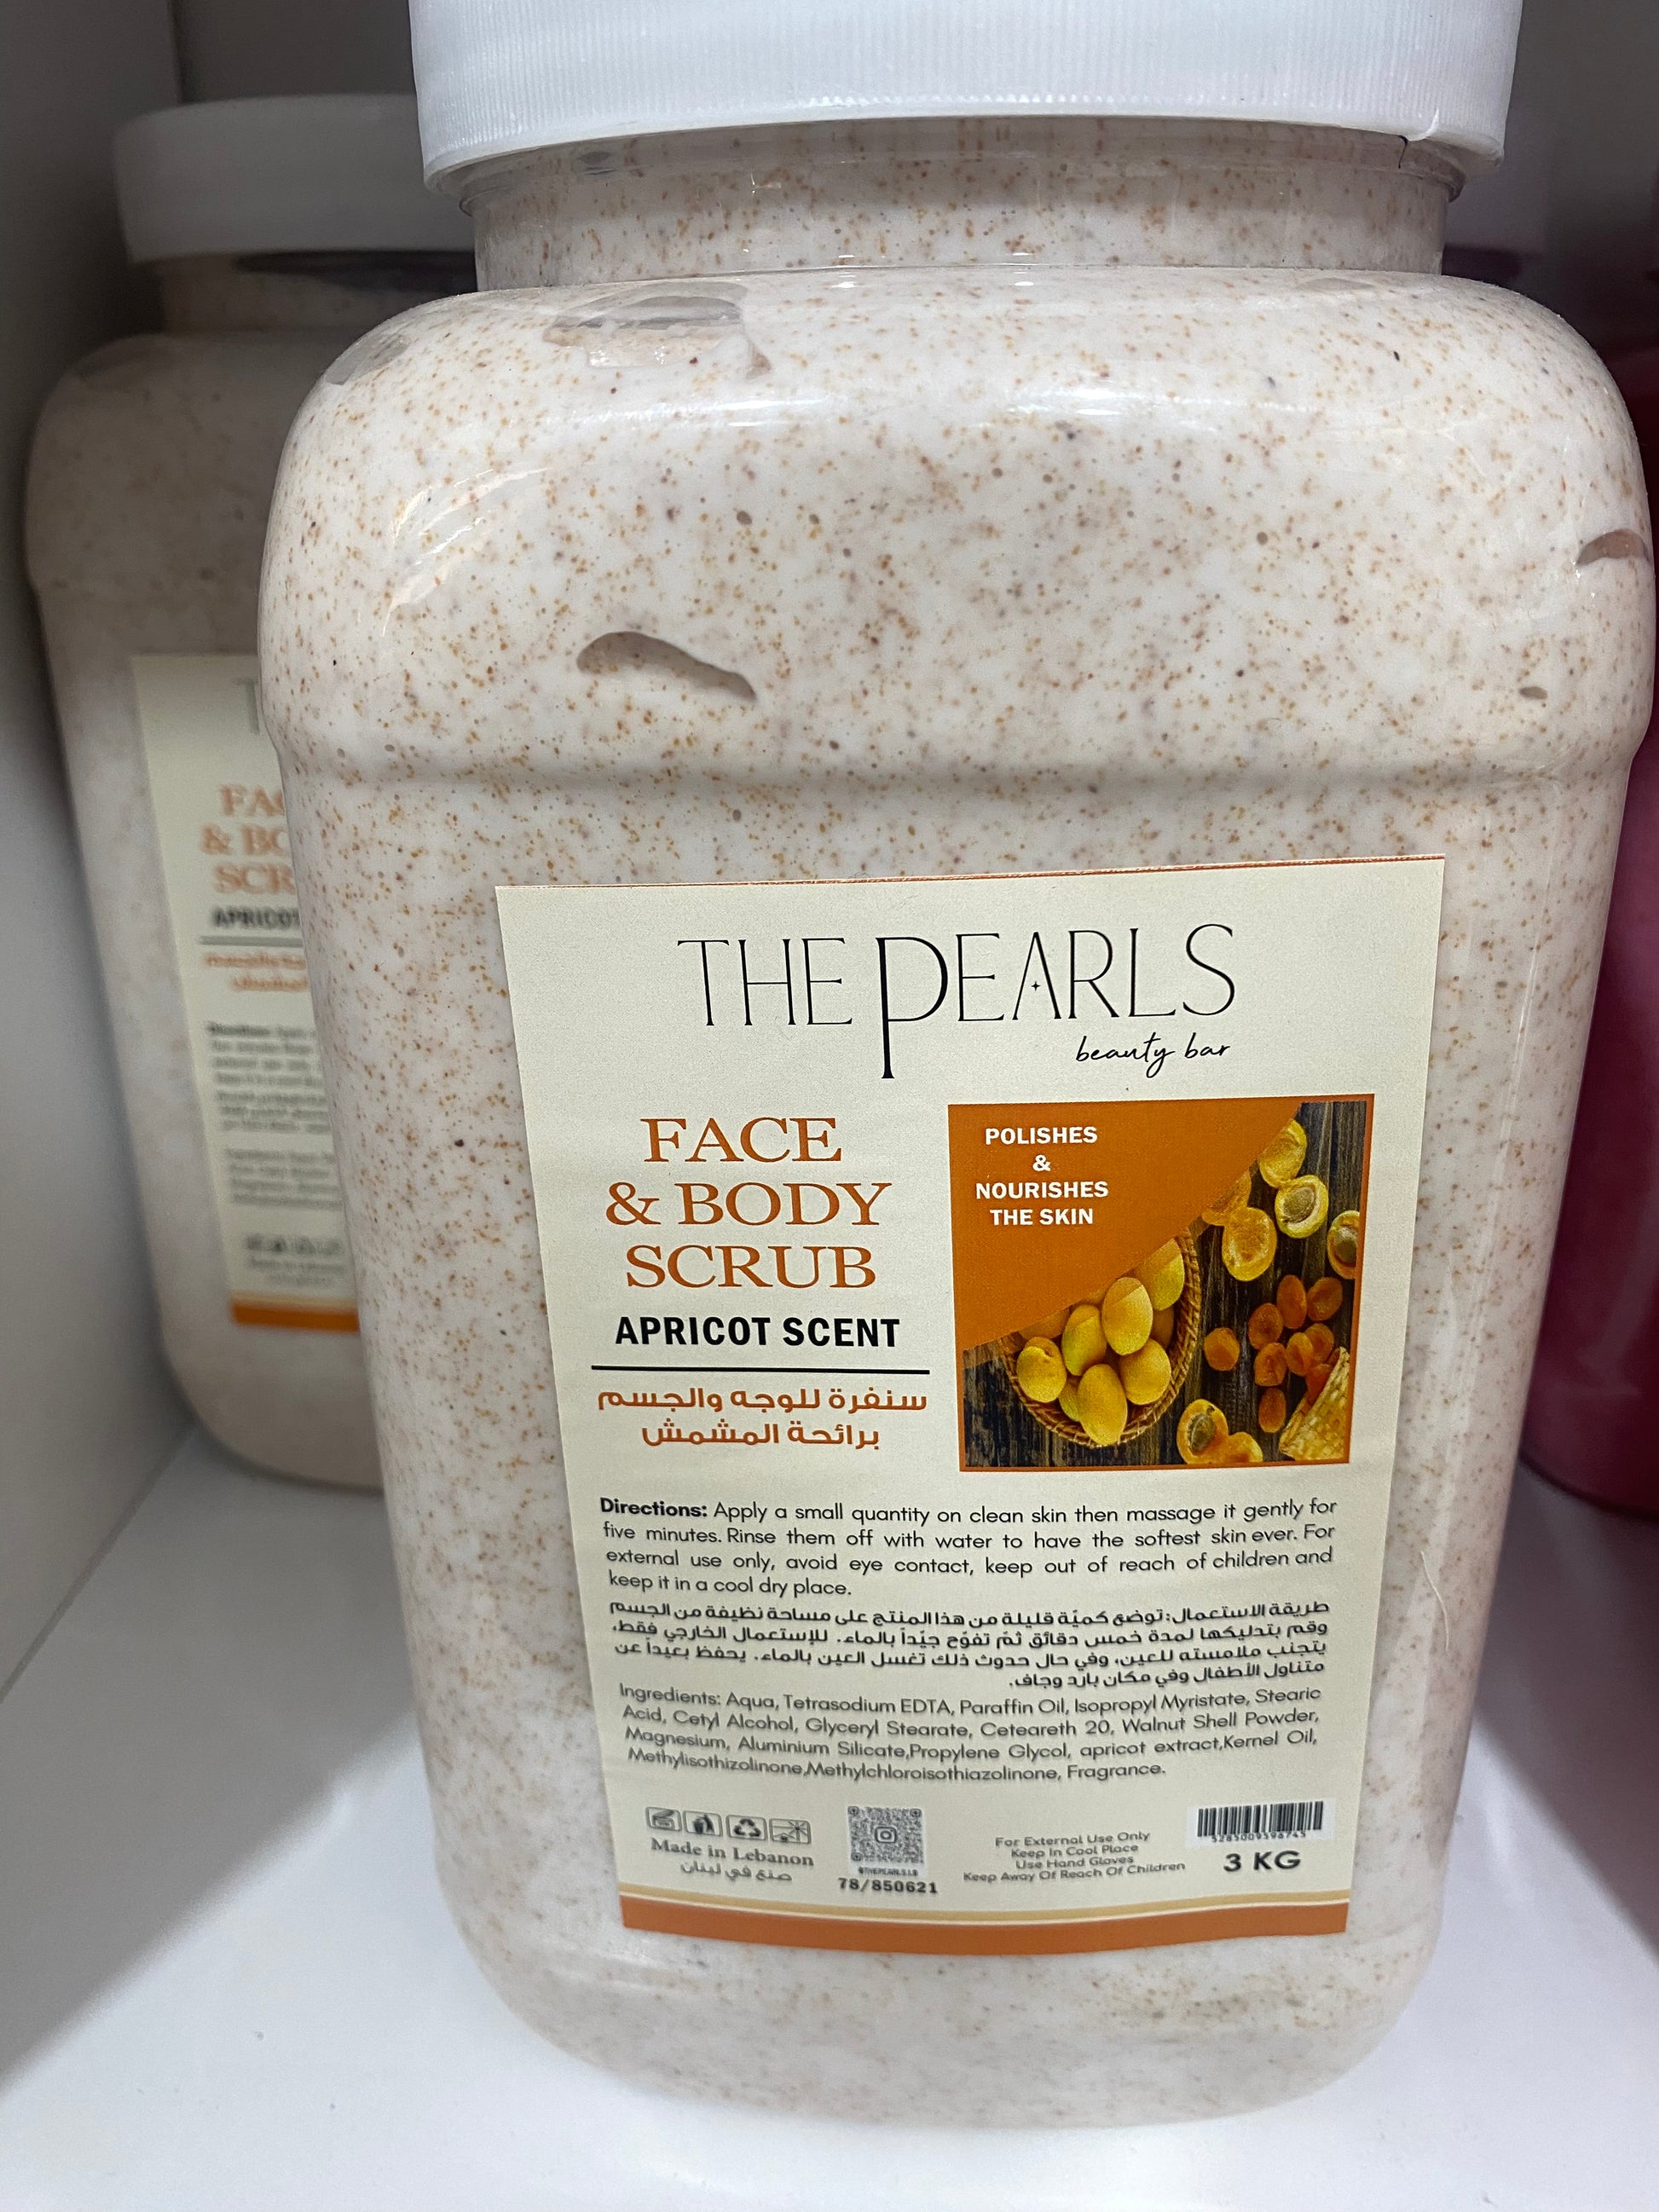 THE PEARLS
beauty bar
FACE
& BODY
SCRUB
APRICOT SCENT
سنفرة للوجه والجسم
برائحة المشمش
POLISHES
&
NOURISHES
THE SKIN
Directions: Apply a small quantity on clean skin then massage it gently for
five minutes. Rinse them off with water to have the softest skin ever. For
external use only, avoid eye contact, keep out of reach of children and
keep it in a cool dry place.
طريقة الاستعمال: توضع كميّة قليلة من هذا المنتج على مساحة نظيفة من الجسم
وقم بتدليكها لمدة خمس دقائق ثمّ تفوّح جيّداً بالماء. للإستعمال الخارجي فقط،
يتجنب ملامسته للعين، وفي حال حدوث ذلك تغسل العين بالماء. يحفظ بعيداً عن
متناول الأطفال وفي مكان بارد وجاف.
Ingredients: Aqua, Tetrasodium EDTA, Paraffin Oil, Isopropyl Myristate, Stearic
Acid, Cetyl Alcohol, Glyceryl Stearate, Ceteareth 20, Walnut Shell Powder,
Magnesium, Aluminium Silicate,Propylene Glycol, apricot extract,Kernel Oil,
Methylisothizolinone,Methylchloroisothiazolinone, Fragrance.
Made in Lebanon
صنع في لبنان
@THEPEARLS.LB
78/850621
For External Use Only
Keep In Cool Place
Use Hand Gloves
Keep Away Of Reach Of Children
3 KG
FAC
& BO
SCR
APRICOT